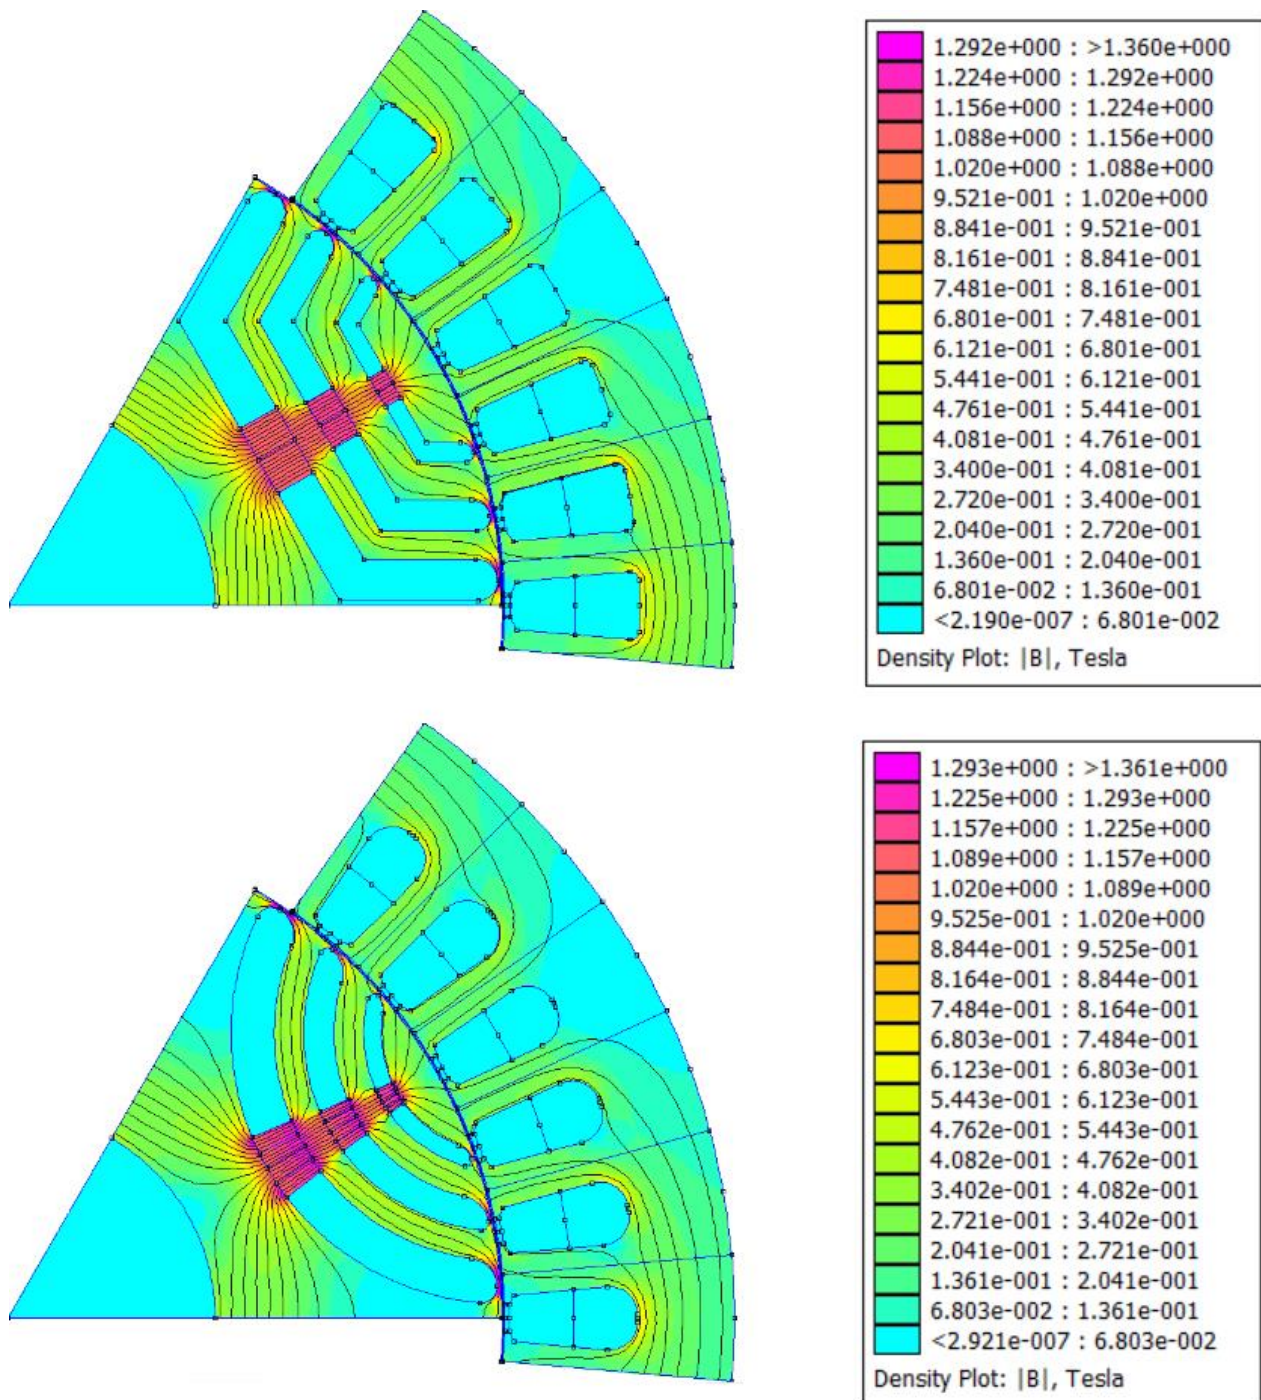 1.292e+000 : >1.360e+000
1.224e+000 : 1.292e+000
1.156e+000 : 1.224e+000
1.088e+000 : 1.156e+000
1.020e+000 : 1.088e+000
9.521e-001 : 1.020e+000
8.841e-001 : 9.521e-001
8.161e-001 : 8.841e-001
7.481e-001 : 8.161e-001
6.801e-001 : 7.481e-001
6.121e-001 : 6.801e-001
5.441e-001 : 6.121e-001
4.761e-001 : 5.441e-001
4.081e-001 : 4.761e-001
3.400e-001 : 4.081e-001
2.720e-001 : 3.400e-001
2.040e-001 : 2.720e-001
1.360e-001 : 2.040e-001
6.801e-002 : 1.360e-001
<2.190e-007 : 6.801e-002
Density Plot: |B|, Tesla
1.293e+000 : >1.361e+000
1.225e+000 : 1.293e+000
1.157e+000 : 1.225e+000
1.089e+000 : 1.157e+000
1.020e+000 : 1.089e+000
9.525e-001 : 1.020e+000
8.844e-001 : 9.525e-001
8.164e-001 : 8.844e-001
7.484e-001 : 8.164e-001
6.803e-001 : 7.484e-001
6.123e-001 : 6.803e-001
5.443e-001 : 6.123e-001
4.762e-001 : 5.443e-001
4.082e-001 : 4.762e-001
3.402e-001 : 4.082e-001
2.721e-001 : 3.402e-001
2.041e-001 : 2.721e-001
1.361e-001 : 2.041e-001
6.803e-002 : 1.361e-001
<2.921e-007 : 6.803e-002
Density Plot: |B|, Tesla